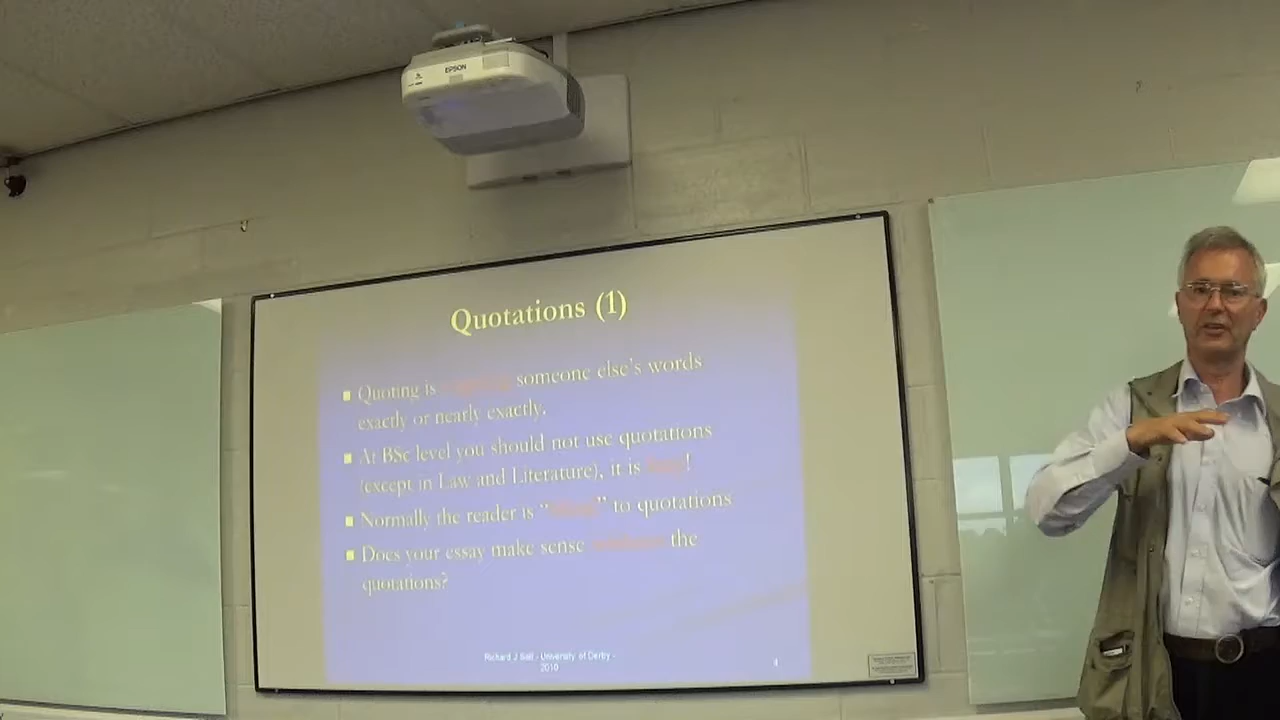 EPSON
Quotations (1)
Quoting is someone else's words
exactly or nearly exactly.
At BSc level you should not use quotations
(except in Law and Literature), it is !
Normally the reader is " " to quotations
Does your essay make sense the
quotations?
Richard J - University of Derby -
2010
4